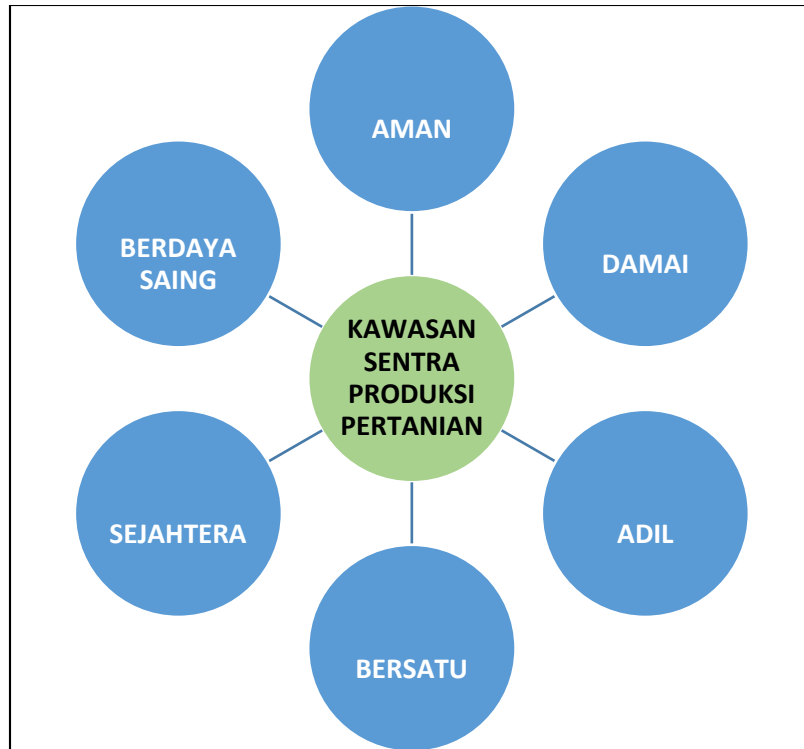 AMAN
DAMAI
ADIL
BERSATU
SEJAHTERA
BERDAYA
SAING
KAWASAN
SENTRA
PRODUKSI
PERTANIAN